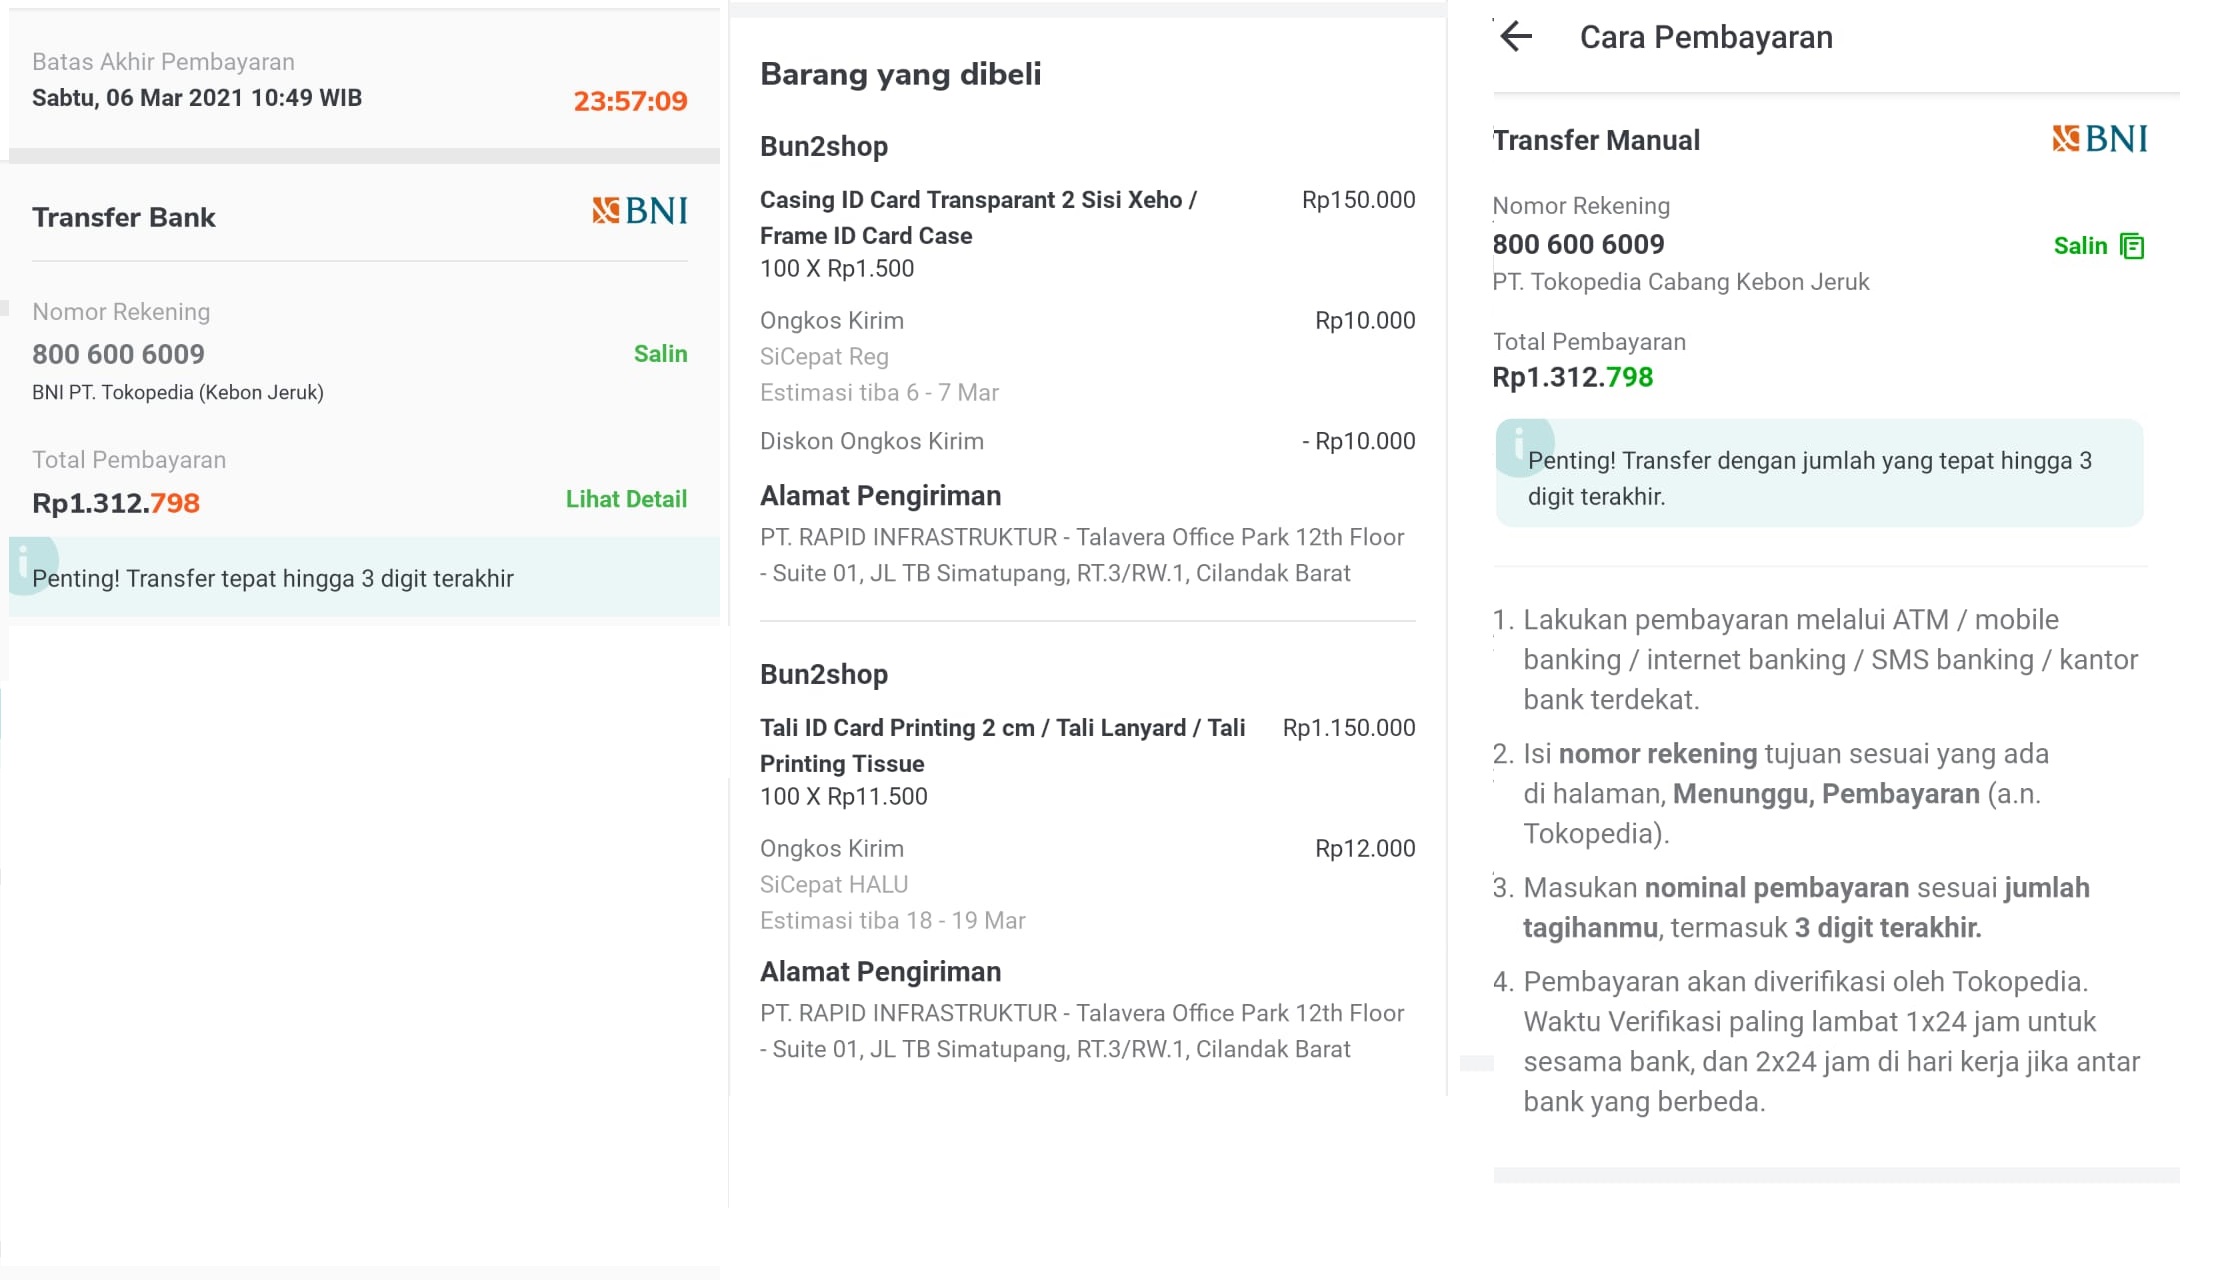 Batas Akhir Pembayaran
Sabtu, 06 Mar 2021 10:49 WIB
23:57:09
Transfer Bank
BNI
Nomor Rekening
800 600 6009
Salin
BNI PT. Tokopedia (Kebon Jeruk)
Total Pembayaran
Rp1.312.798
Lihat Detail
Penting! Transfer tepat hingga 3 digit terakhir
Barang yang dibeli
Bun2shop
Casing ID Card Transparant 2 Sisi Xeho /
Rp150.000
Frame ID Card Case
100 X Rp1.500
Ongkos Kirim
Rp10.000
SiCepat Reg
Estimasi tiba 6 - 7 Mar
Diskon Ongkos Kirim
- Rp10.000
Alamat Pengiriman
PT. RAPID INFRASTRUKTUR - Talavera Office Park 12th Floor
- Suite 01, JL TB Simatupang, RT.3/RW.1, Cilandak Barat
Bun2shop
Tali ID Card Printing 2 cm / Tali Lanyard / Tali
Rp1.150.000
Printing Tissue
100 X Rp11.500
Ongkos Kirim
Rp12.000
SiCepat HALU
Estimasi tiba 18 - 19 Mar
Alamat Pengiriman
PT. RAPID INFRASTRUKTUR - Talavera Office Park 12th Floor
- Suite 01, JL TB Simatupang, RT.3/RW.1, Cilandak Barat
Cara Pembayaran
Transfer Manual
BNI
Nomor Rekening
800 600 6009
Salin
PT. Tokopedia Cabang Kebon Jeruk
Total Pembayaran
Rp1.312.798
Penting! Transfer dengan jumlah yang tepat hingga 3
digit terakhir.
1. Lakukan pembayaran melalui ATM / mobile
banking / internet banking / SMS banking / kantor
bank terdekat.
2. Isi nomor rekening tujuan sesuai yang ada
di halaman, Menunggu, Pembayaran (a.n.
Tokopedia).
3. Masukan nominal pembayaran sesuai jumlah
tagihanmu, termasuk 3 digit terakhir.
4. Pembayaran akan diverifikasi oleh Tokopedia.
Waktu Verifikasi paling lambat 1x24 jam untuk
sesama bank, dan 2x24 jam di hari kerja jika antar
bank yang berbeda.